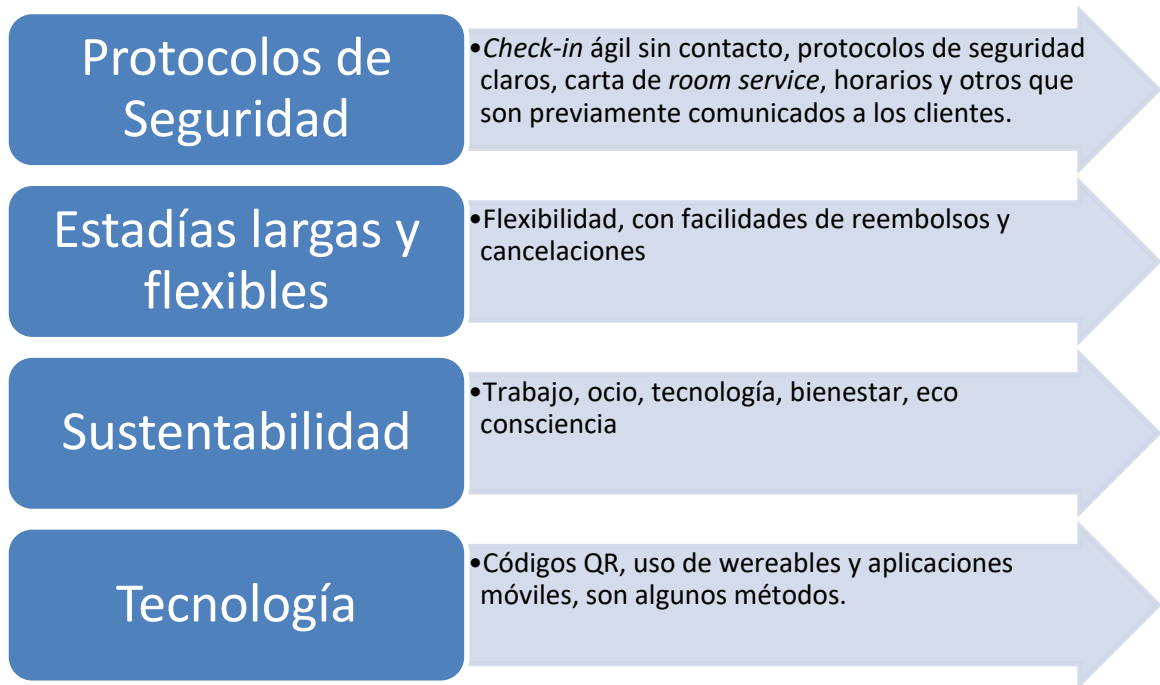 Protocolos de
Seguridad
•Check-in ágil sin contacto, protocolos de seguridad
claros, carta de room service, horarios y otros que
son previamente comunicados a los clientes.
Estadías largas y
flexibles
•Flexibilidad, con facilidades de reembolsos y
cancelaciones
Sustentabilidad
•Trabajo, ocio, tecnología, bienestar, eco
consciencia
Tecnología
•Códigos QR, uso de wereables y aplicaciones
móviles, son algunos métodos.